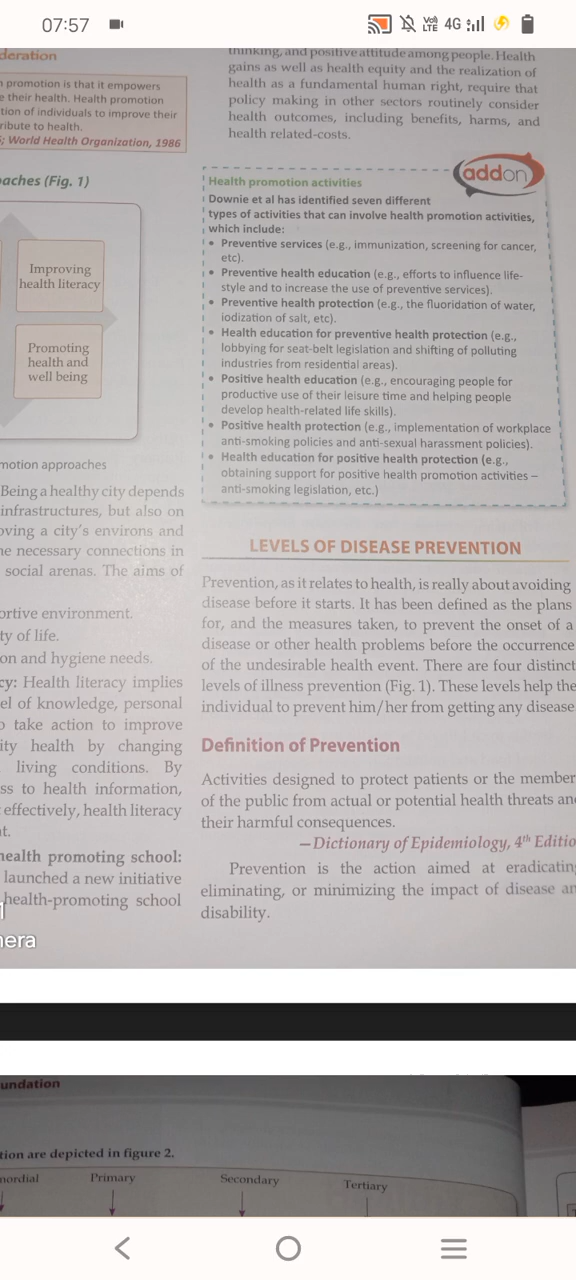 07:57
Vo)
LTE
4G
deration
promotion is that it empowers
e their health. Health promotion
tion of individuals to improve their
ribute to health.
; World Health Organization, 1986
aches (Fig. 1)
Improving
health literacy
Promoting
health and
well being
motion approaches
Being a healthy city depends
infrastructures, but also on
oving a city's environs and
ne necessary connections in
social arenas. The aims of
ortive environment.
ty of life.
on and hygiene needs.
cy: Health literacy implies
el of knowledge, personal
o take action to improve
ity health by changing
living conditions. By
ss to health information,
effectively, health literacy
t.
health promoting school:
launched a new initiative
health-promoting school
nera
thinking, and positive attitude among people. Health
gains as well as health equity and the realization of
health as a fundamental human right, require that
policy making in other sectors routinely consider
health outcomes, including benefits, harms, and
health related-costs.
addon
Health promotion activities
Downie et al has identified seven different
types of activities that can involve health promotion activities,
which include:
• Preventive services (e.g., immunization, screening for cancer,
etc).
• Preventive health education (e.g., efforts to influence life-
style and to increase the use of preventive services).
• Preventive health protection (e.g., the fluoridation of water,
iodization of salt, etc).
• Health education for preventive health protection (e.g.,
lobbying for seat-belt legislation and shifting of polluting
industries from residential areas).
• Positive health education (e.g., encouraging people for
productive use of their leisure time and helping people
develop health-related life skills).
• Positive health protection (e.g., implementation of workplace
anti-smoking policies and anti-sexual harassment policies).
• Health education for positive health protection (e.g.,
obtaining support for positive health promotion activities –
anti-smoking legislation, etc.)
LEVELS OF DISEASE PREVENTION
Prevention, as it relates to health, is really about avoiding
disease before it starts. It has been defined as the plans
for, and the measures taken, to prevent the onset of a
disease or other health problems before the occurrence
of the undesirable health event. There are four distinct
levels of illness prevention (Fig. 1). These levels help the
individual to prevent him/her from getting any disease
Definition of Prevention
Activities designed to protect patients or the member
of the public from actual or potential health threats an
their harmful consequences.
—Dictionary of Epidemiology, 4th Editio
Prevention is the action aimed at eradicating
eliminating, or minimizing the impact of disease an
disability.
undation
tion are depicted in figure 2.
mordial
Primary
Secondary
Tertiary